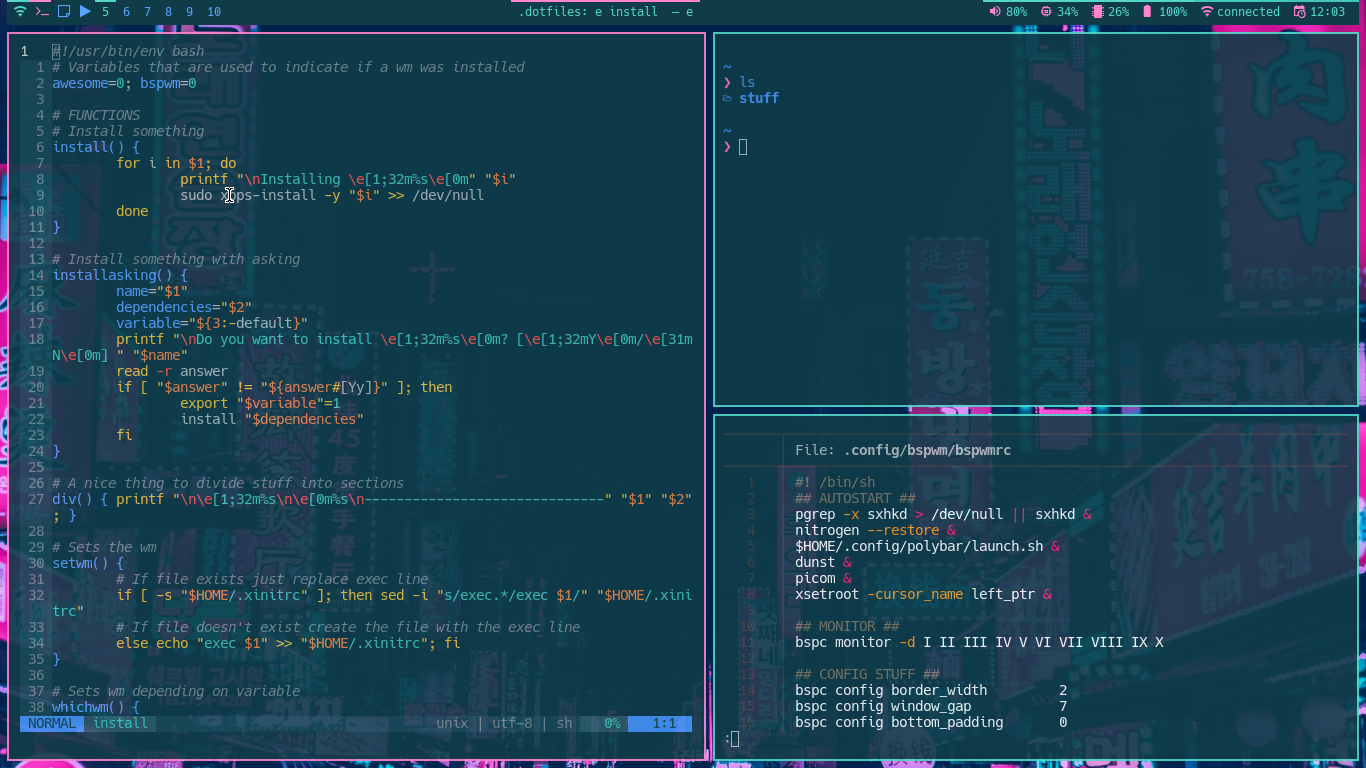 5 6 7 8 9 10
.dotfiles: e install  — e
80% 34% 26% 100% connected 12:03
1 #!/usr/bin/env bash
1 # Variables that are used to indicate if a wm was installed
2 awesome=0; bspwm=0
3
4 # FUNCTIONS
5 # Install something
6 install() {
7 for i in $1; do
8 printf "\nInstalling \e[1;32m%s\e[0m" "$i"
9 sudo xbps-install -y "$i" >> /dev/null
10 done
11 }
12
13 # Install something with asking
14 installasking() {
15 name="$1"
16 dependencies="$2"
17 variable="${3:-default}"
18 printf "\nDo you want to install \e[1;32m%s\e[0m? [\e[1;32mY\e[0m/\e[31m
N\e[0m] " "$name"
19 read -r answer
20 if [ "$answer" != "${answer#[Yy]}" ]; then
21 export "$variable"=1
22 install "$dependencies"
23 fi
24 }
25
26 # A nice thing to divide stuff into sections
27 div() { printf "\n\e[1;32m%s\n\e[0m%s\n------------------------------" "$1" "$2"
; }
28
29 # Sets the wm
30 setwm() {
31 # If file exists just replace exec line
32 if [ -s "$HOME/.xinitrc" ]; then sed -i "s/exec.*/exec $1/" "$HOME/.xini
trc"
33 # If file doesn't exist create the file with the exec line
34 else echo "exec $1" >> "$HOME/.xinitrc"; fi
35 }
36
37 # Sets wm depending on variable
38 whichwm() {
NORMAL install unix | utf-8 | sh 0% 1:1
~
❯ ls
stuff
~
❯
File: .config/bspwm/bspwmrc
1 #! /bin/sh
2 ## AUTOSTART ##
3 pgrep -x sxhkd > /dev/null || sxhkd &
4 nitrogen --restore &
5 $HOME/.config/polybar/launch.sh &
6 dunst &
7 picom &
8 xsetroot -cursor_name left_ptr &
9
10 ## MONITOR ##
11 bspc monitor -d I II III IV V VI VII VIII IX X
12
13 ## CONFIG STUFF ##
14 bspc config border_width 2
15 bspc config window_gap 7
16 bspc config bottom_padding 0
:
肉
串
동
방